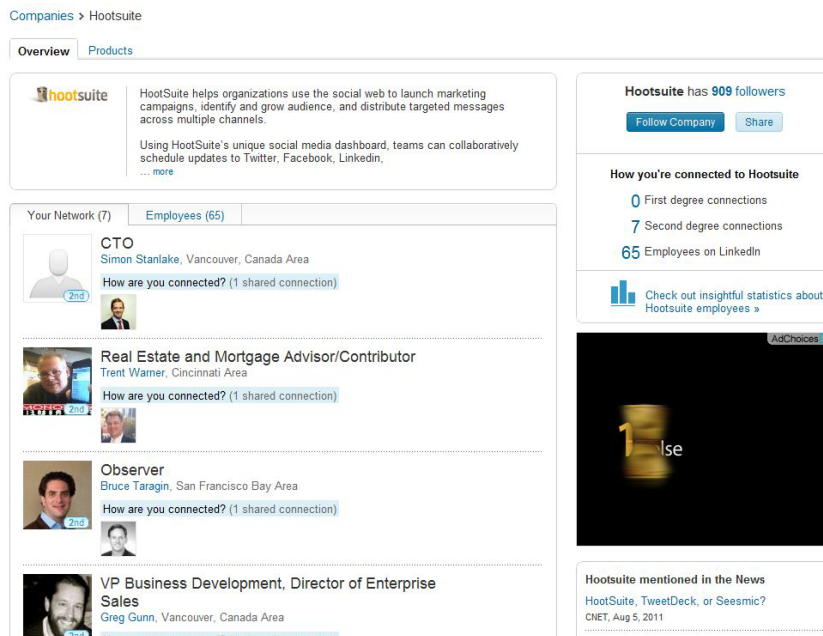 Companies > Hootsuite
Overview Products
hootsuite
HootSuite helps organizations use the social web to launch marketing
campaigns, identify and grow audience, and distribute targeted messages
across multiple channels.
Using HootSuite's unique social media dashboard, teams can collaboratively
schedule updates to Twitter, Facebook, Linkedin,
... more
Your Network (7) Employees (65)
CTO
Simon Stanlake, Vancouver, Canada Area
How are you connected? (1 shared connection)
2nd
Real Estate and Mortgage Advisor/Contributor
Trent Warner, Cincinnati Area
How are you connected? (1 shared connection)
2nd
Observer
Bruce Taragin, San Francisco Bay Area
How are you connected? (1 shared connection)
2nd
VP Business Development, Director of Enterprise
Sales
Greg Gunn, Vancouver, Canada Area
2nd
Hootsuite has 909 followers
Follow Company Share
How you're connected to Hootsuite
0 First degree connections
7 Second degree connections
65 Employees on LinkedIn
Check out insightful statistics about
Hootsuite employees »
AdChoices
lse
Hootsuite mentioned in the News
HootSuite, TweetDeck, or Seesmic?
CNET, Aug 5, 2011